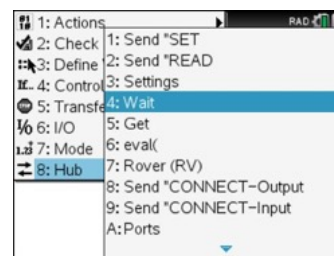 1: Actions
RAD
2: Check
3: Define
4: Control
5: Transfe
6: I/O
7: Mode
8: Hub
1: Send "SET
2: Send "READ
3: Settings
4: Wait
5: Get
6: eval(
7: Rover (RV)
8: Send "CONNECT-Output
9: Send "CONNECT-Input
A: Ports